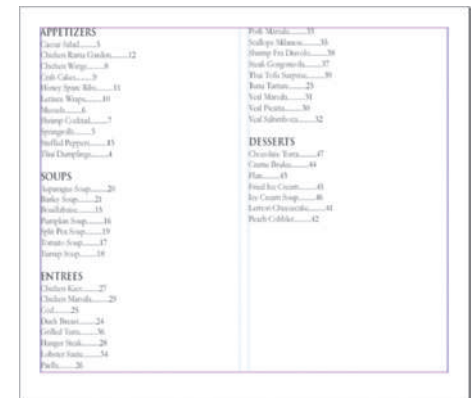 APPETIZERS
Caesar Salad.........5
Chicken Rama Garden.........12
Chicken Wings.........8
Crab Cakes.........9
Honey Spare Ribs.........11
Lettuce Wraps.........10
Mussels.........6
Shrimp Cocktail.........7
Springrolls.........3
Stuffed Peppers.........13
Thai Dumplings.........4
SOUPS
Asparagus Soup.........20
Barley Soup.........21
Bouillabaisse.........15
Pumpkin Soup.........16
Split Pea Soup.........19
Tomato Soup.........17
Turnip Soup.........18
ENTREES
Chicken Kiev.........27
Chicken Marsala.........29
Cod.........25
Duck Breast.........24
Grilled Tuna.........36
Hanger Steak.........28
Lobster
Paella.........26
Pork Marsala.........33
Scallops Milanese.........35
Shrimp Fra Diavolo.........38
Steak Gorgonzola.........37
Thai Tofu Surprise.........39
Tuna Tartare.........23
Veal Marsala.........31
Veal Picatta.........30
Veal Saltimbocca.........32
DESSERTS
Chocolate Torta.........47
Creme Brulee.........44
Flan.........45
Fried Ice Cream.........43
Ice Cream Soup.........46
Lemon Cheesecake.........41
Peach Cobbler.........42